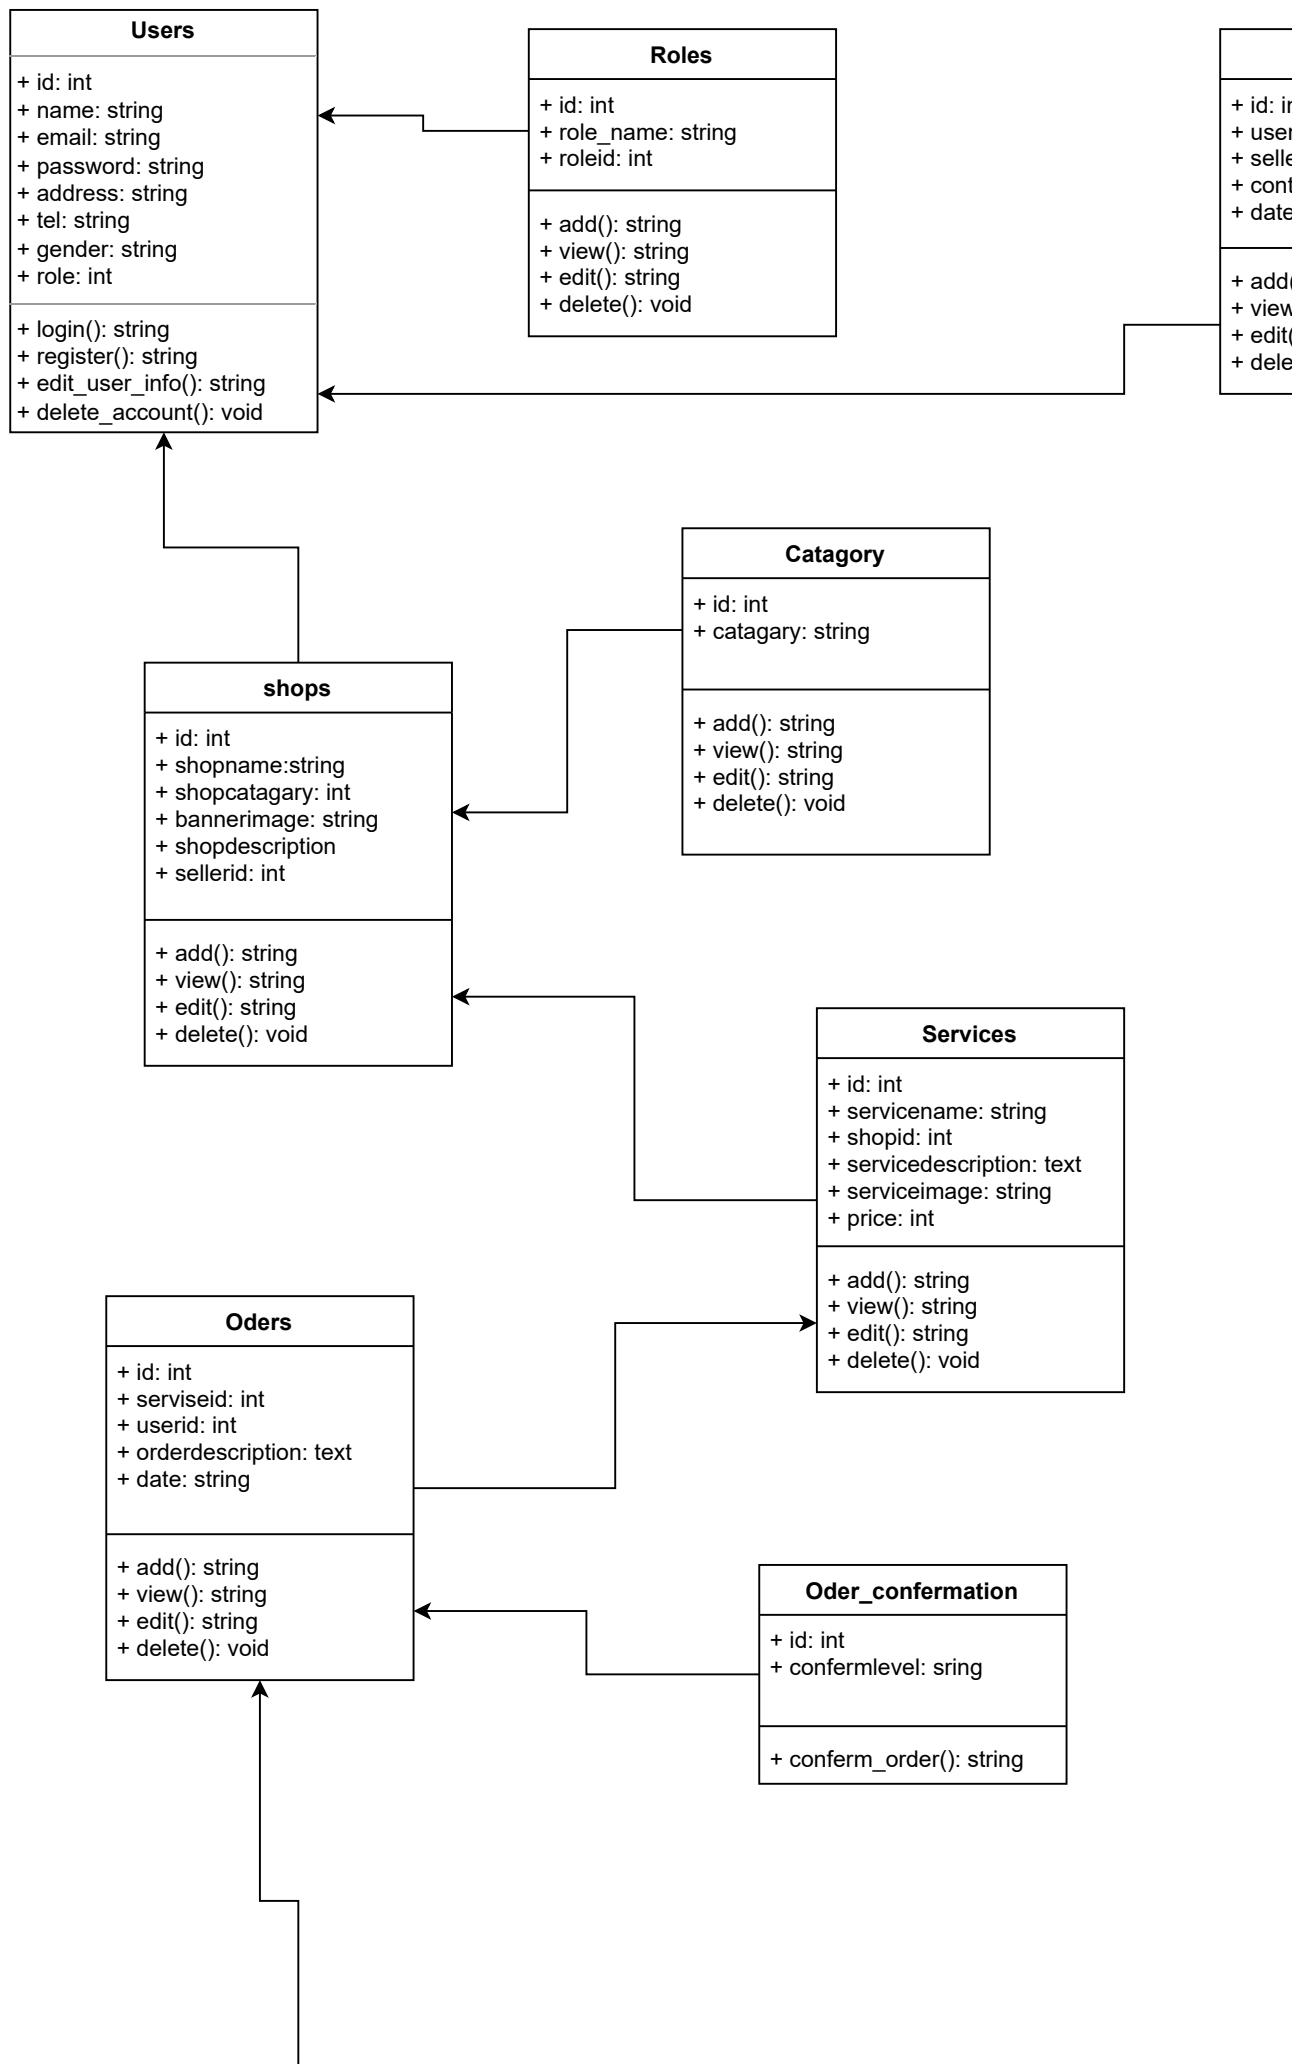 Users
+ id: int
+ name: string
+ email: string
+ password: string
+ address: string
+ tel: string
+ gender: string
+ role: int
+ login(): string
+ register(): string
+ edit_user_info(): string
+ delete_account(): void
Roles
+ id: int
+ role_name: string
+ roleid: int
+ add(): string
+ view(): string
+ edit(): string
+ delete(): void
+ id:
+
+
+
+ date
+
+
+
+
Catagory
+ id: int
+ catagary: string
+ add(): string
+ view(): string
+ edit(): string
+ delete(): void
shops
+ id: int
+ shopname:string
+ shopcatagary: int
+ bannerimage: string
+ shopdescription
+ sellerid: int
+ add(): string
+ view(): string
+ edit(): string
+ delete(): void
Services
+ id: int
+ servicename: string
+ shopid: int
+ servicedescription: text
+ serviceimage: string
+ price: int
+ add(): string
+ view(): string
+ edit(): string
+ delete(): void
Oders
+ id: int
+ serviseid: int
+ userid: int
+ orderdescription: text
+ date: string
+ add(): string
+ view(): string
+ edit(): string
+ delete(): void
Oder_confermation
+ id: int
+ confermlevel: sring
+ conferm_order(): string